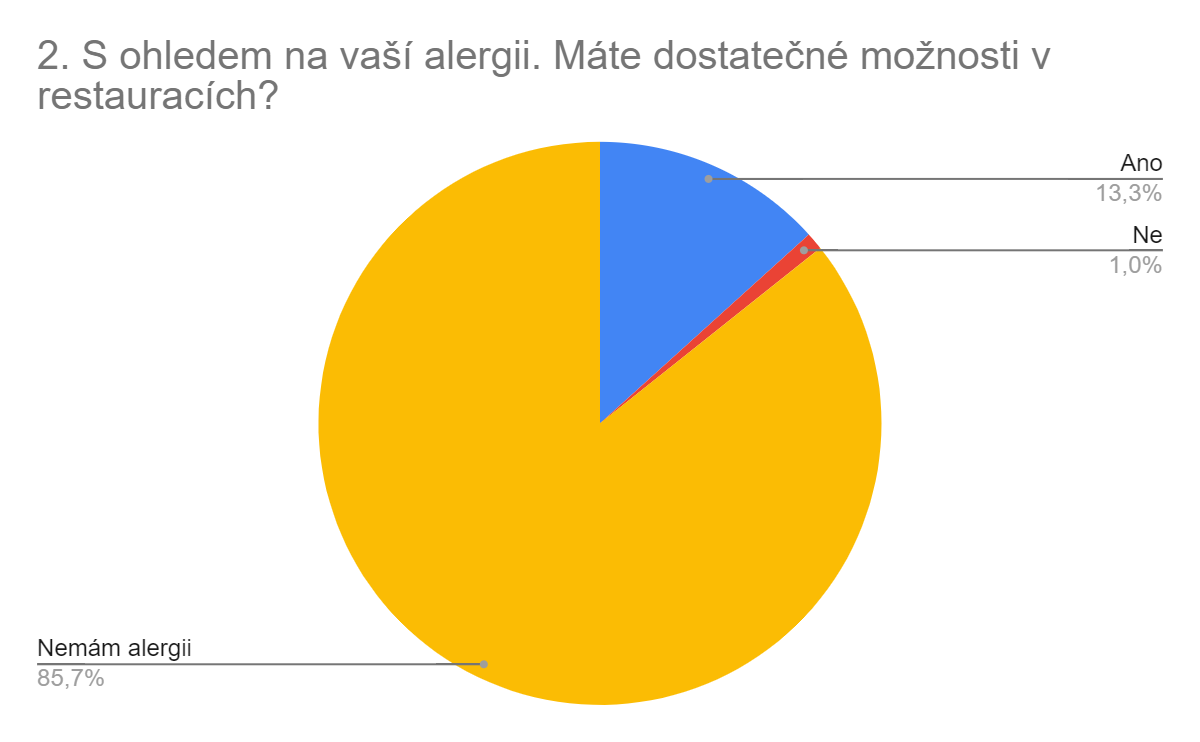 2. S ohledem na vaší alergii. Máte dostatečné možnosti v
restauracích?
Ano
13,3%
Ne
1,0%
Nemám alergii
85,7%